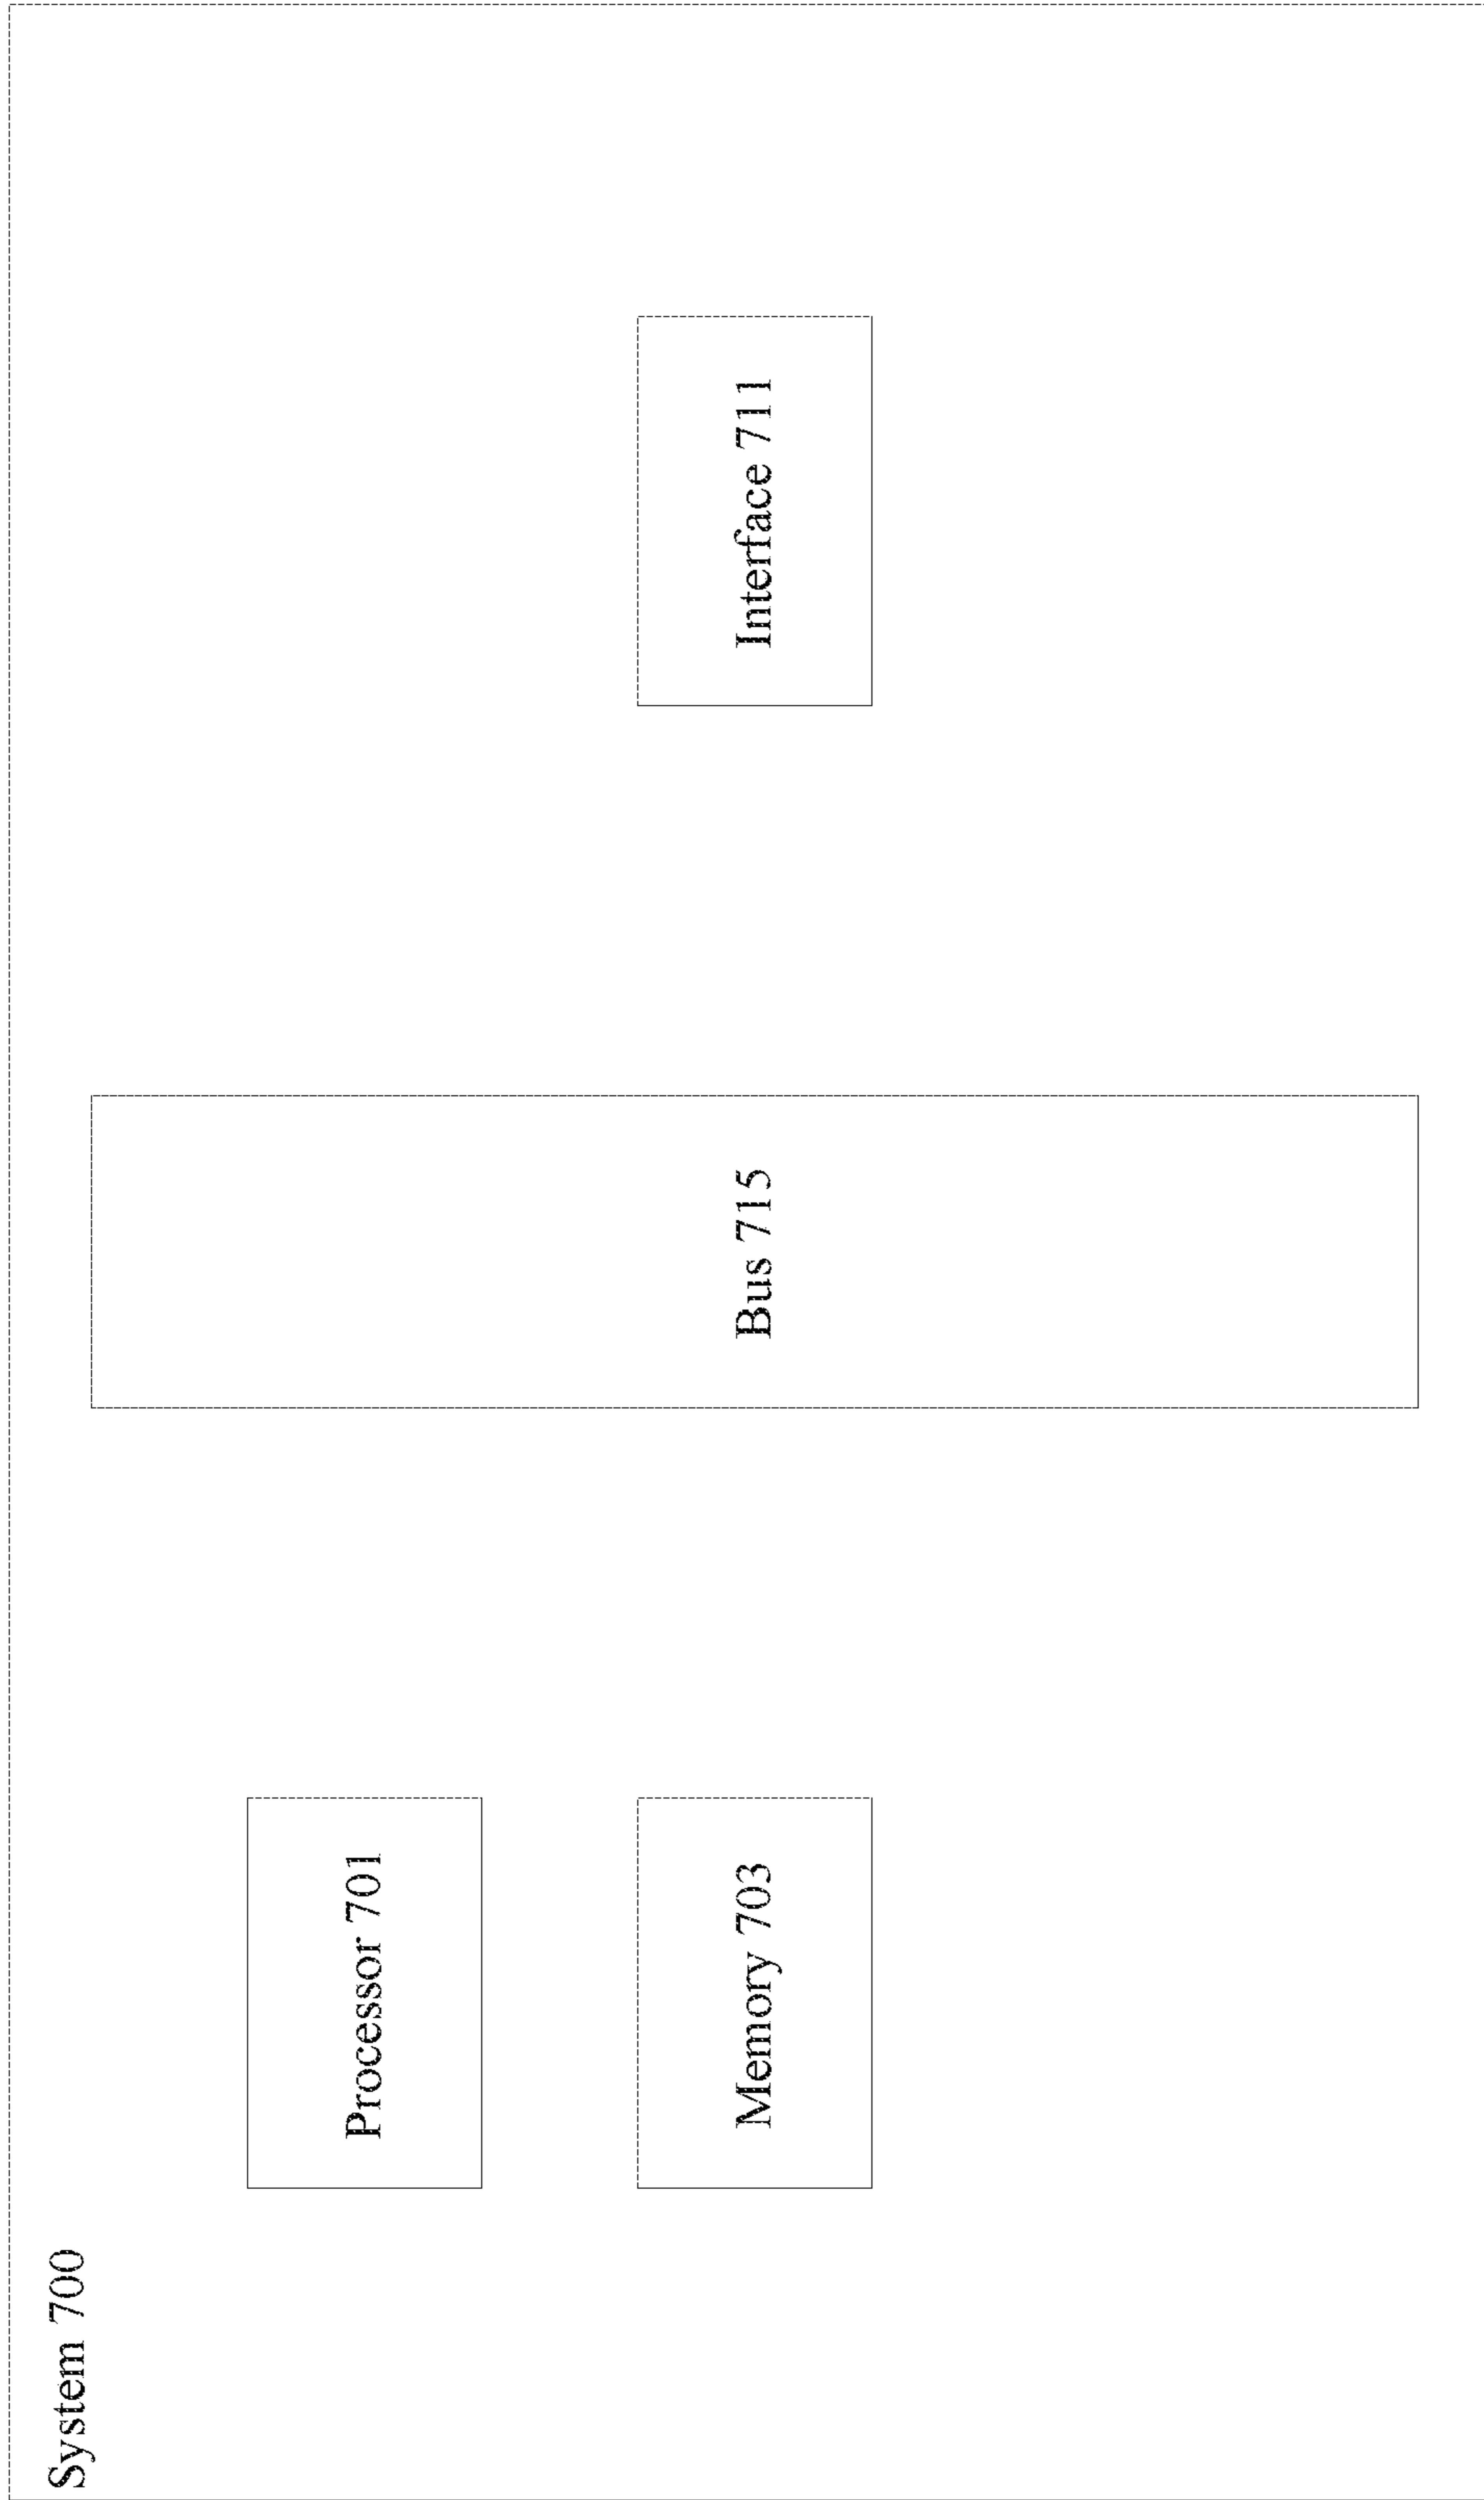 System 700
Processor 701
Memory 703
Bus 715
Interface 711